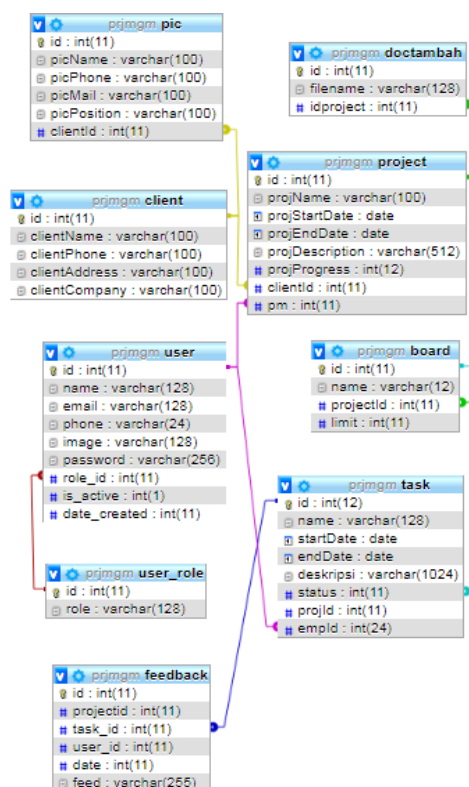 prjmgm pic
id : int(11)
picName : varchar(100)
picPhone : varchar(100)
picMail : varchar(100)
picPosition : varchar(100)
clientId : int(11)
prjmgm doctambah
id : int(11)
filename : varchar(128)
idproject : int(11)
prjmgm project
id : int(11)
projName : varchar(100)
projStartDate : date
projEndDate : date
projDescription : varchar(512)
projProgress : int(12)
clientId : int(11)
pm : int(11)
prjmgm client
id : int(11)
clientName : varchar(100)
clientPhone : varchar(100)
clientAddress : varchar(100)
clientCompany : varchar(100)
prjmgm user
id : int(11)
name : varchar(128)
email : varchar(128)
phone : varchar(24)
image : varchar(128)
password : varchar(256)
role_id : int(11)
is_active : int(1)
date_created : int(11)
prjmgm board
id : int(11)
name : varchar(12)
projectId : int(11)
limit : int(11)
prjmgm task
id : int(12)
name : varchar(128)
startDate : date
endDate : date
deskripsi : varchar(1024)
status : int(11)
projId : int(11)
empId : int(24)
prjmgm user_role
id : int(11)
role : varchar(128)
prjmgm feedback
id : int(11)
projectid : int(11)
task_id : int(11)
user_id : int(11)
date : int(11)
feed : varchar(255)